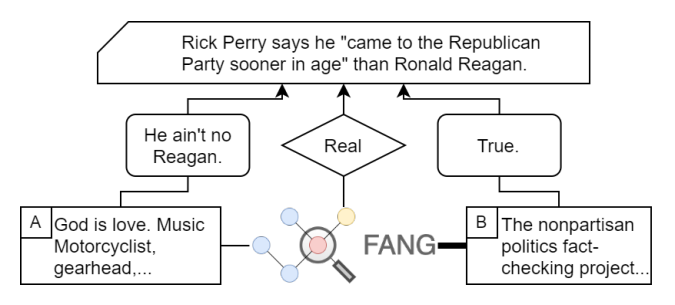 Rick Perry says he "came to the Republican
Party sooner in age" than Ronald Reagan.
He ain't no
Reagan.
Real
True.
A
God is love. Music
Motorcyclist,
gearhead,...
FANG
B
The nonpartisan
politics fact-
checking project...